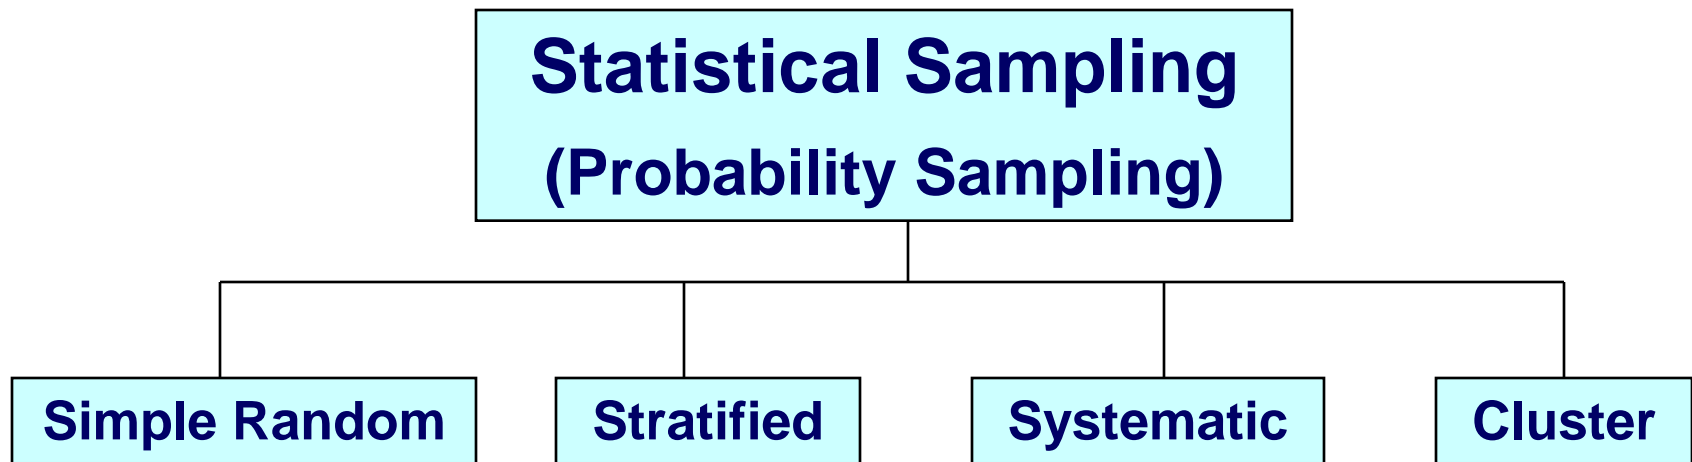 Statistical Sampling
(Probability Sampling)
Simple Random
Stratified
Systematic
Cluster